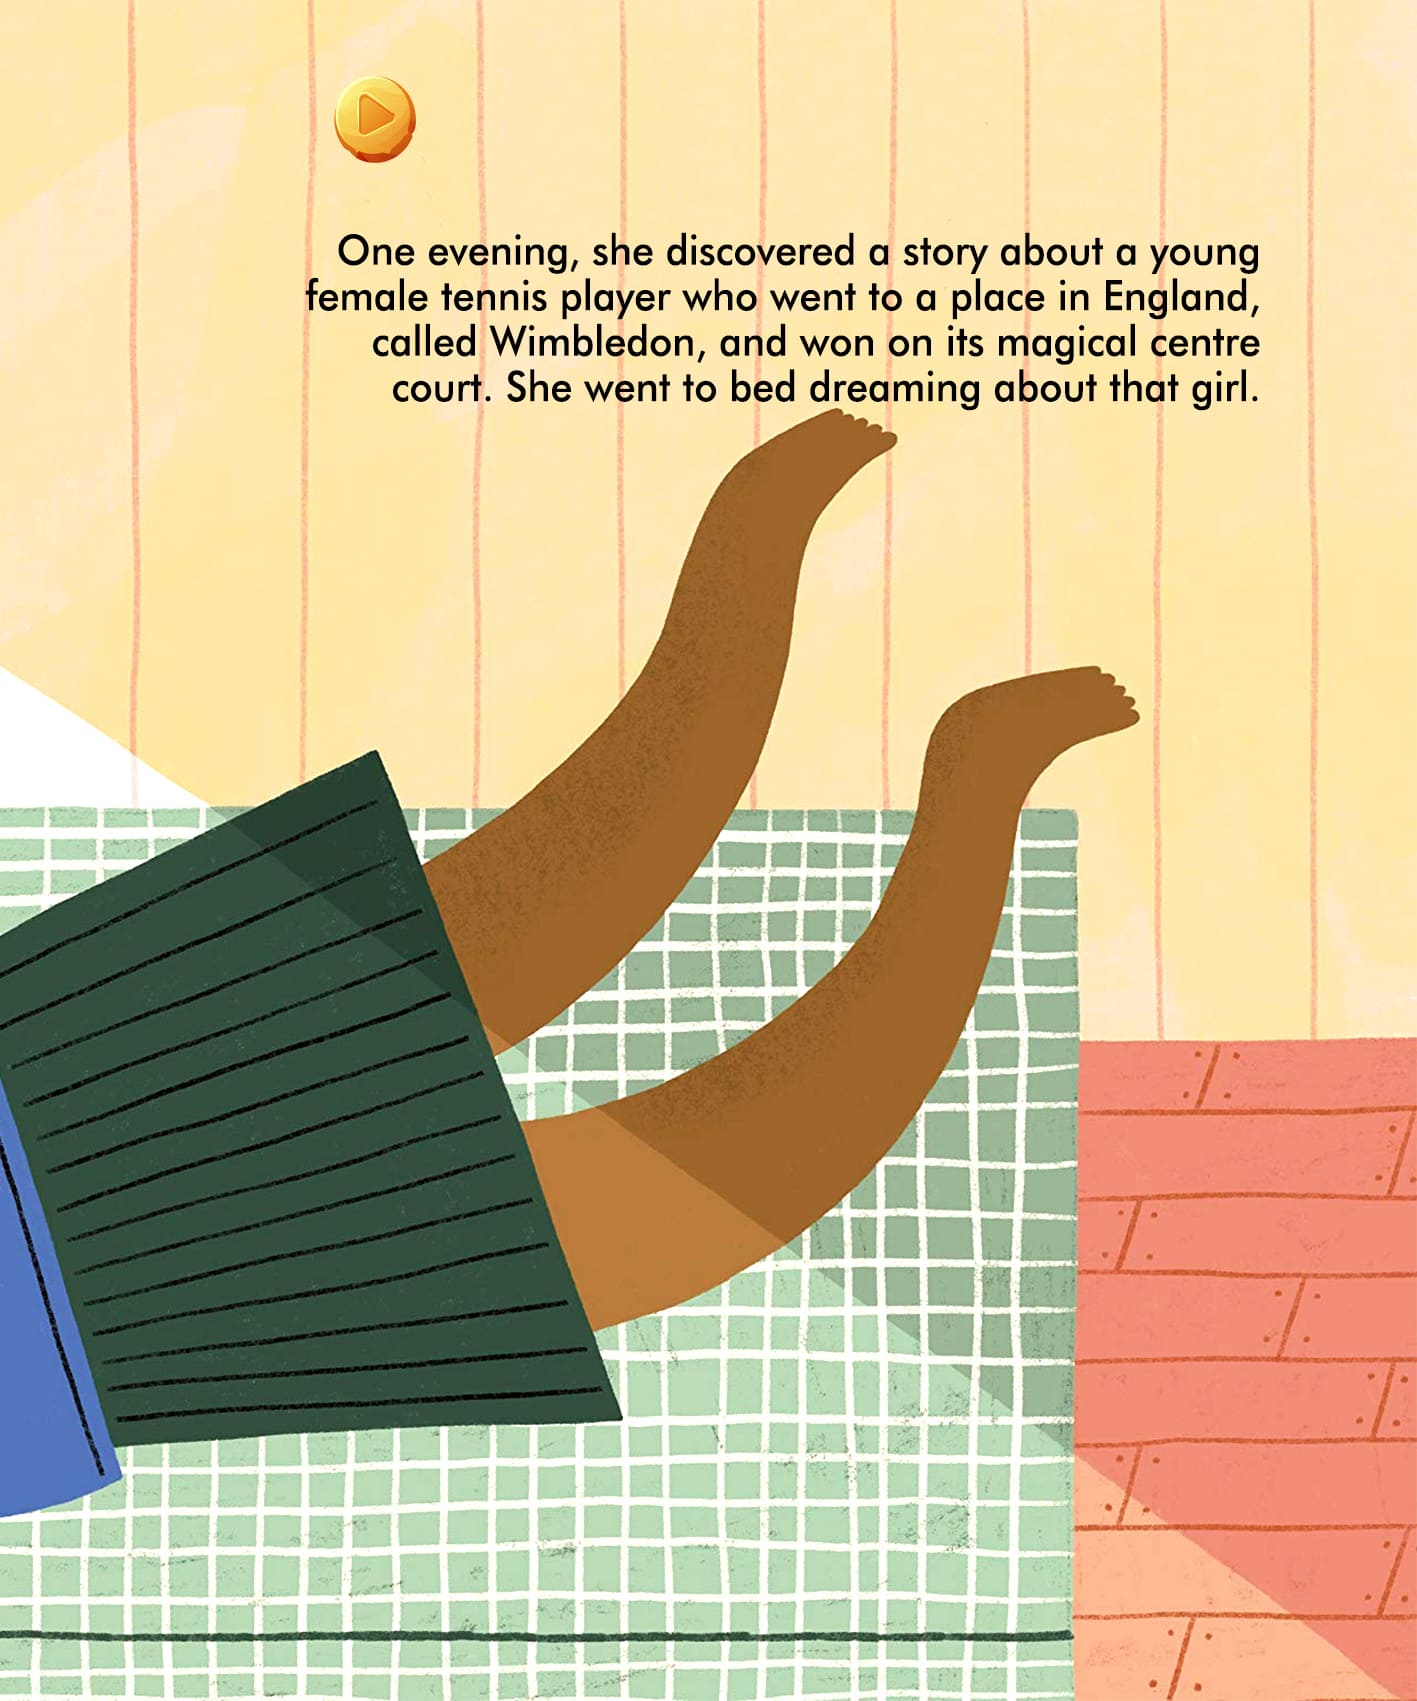 One evening, she discovered a story about a young
female tennis player who went to a place in England,
called Wimbledon, and won on its magical centre
court. She went to bed dreaming about that girl.